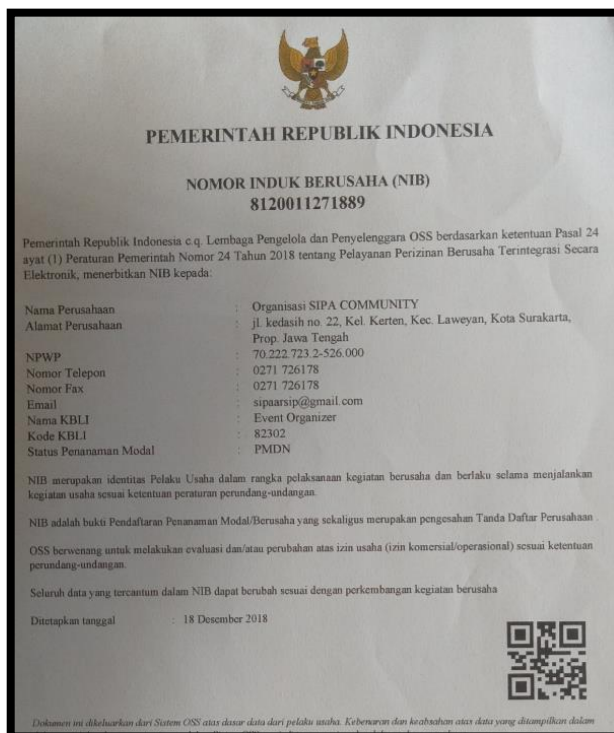 PEMERINTAH REPUBLIK INDONESIA
NOMOR INDUK BERUSAHA (NIB)
8120011271889
Pemerintah Republik Indonesia c.q. Lembaga Pengelola dan Penyelenggara OSS berdasarkan ketentuan Pasal 24
ayat (1) Peraturan Pemerintah Nomor 24 Tahun 2018 tentang Pelayanan Perizinan Berusaha Terintegrasi Secara
Elektronik, menerbitkan NIB kepada:
Nama Perusahaan : Organisasi SIPA COMMUNITY
Alamat Perusahaan : jl. kedasih no. 22, Kel. Kerten, Kec. Laweyan, Kota Surakarta,
Prop. Jawa Tengah
NPWP : 70.222.723.2-526.000
Nomor Telepon : 0271 726178
Nomor Fax : 0271 726178
Email : sipaarsip@gmail.com
Nama KBLI : Event Organizer
Kode KBLI : 82302
Status Penanaman Modal : PMDN
NIB merupakan identitas Pelaku Usaha dalam rangka pelaksanaan kegiatan berusaha dan berlaku selama menjalankan
kegiatan usaha sesuai ketentuan peraturan perundang-undangan.
NIB adalah bukti Pendaftaran Penanaman Modal/Berusaha yang sekaligus merupakan pengesahan Tanda Daftar Perusahaan .
OSS berwenang untuk melakukan evaluasi dan/atau perubahan atas izin usaha (izin komersial/operasional) sesuai ketentuan
perundang-undangan.
Seluruh data yang tercantum dalam NIB dapat berubah sesuai dengan perkembangan kegiatan berusaha
Ditetapkan tanggal : 18 Desember 2018
Dokumen ini dikeluarkan dari Sistem OSS atas dasar data dari pelaku usaha. Kebenaran dan keabsahan atas data yang ditampilkan dalam